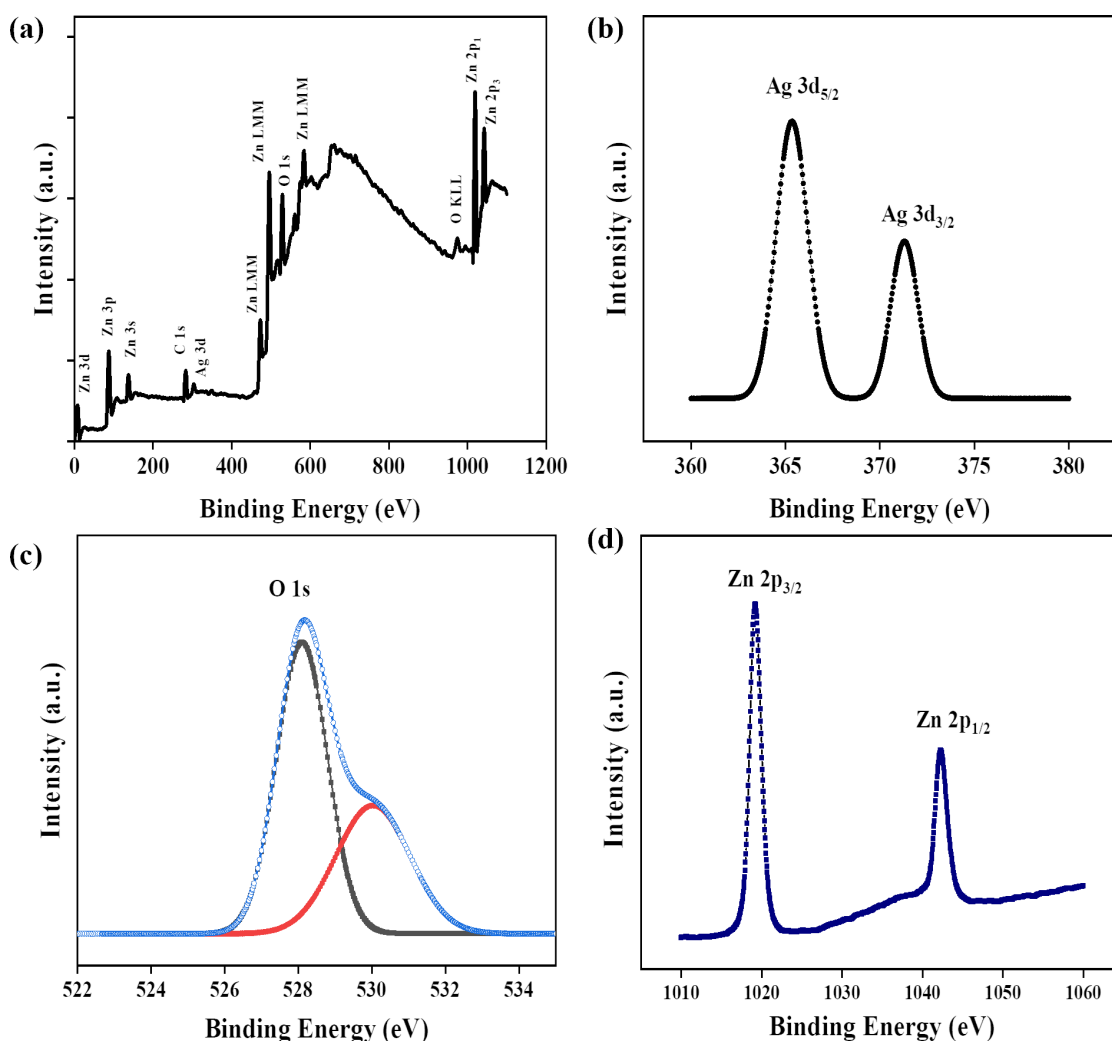 (a)
Intensity (a.u.)
Zn 3d
Zn 3p
Zn 3s
C 1s
Ag 3d
Zn LMM
Zn LMM
O 1s
Zn LMM
O KLL
Zn 2p₁
Zn 2p₃
0 200 400 600 800 1000 1200
Binding Energy (eV)
(b)
Intensity (a.u.)
Ag 3d₅/₂
Ag 3d₃/₂
360 365 370 375 380
Binding Energy (eV)
(c)
Intensity (a.u.)
O 1s
522 524 526 528 530 532 534
Binding Energy (eV)
(d)
Intensity (a.u.)
Zn 2p₃/₂
Zn 2p₁/₂
1010 1020 1030 1040 1050 1060
Binding Energy (eV)